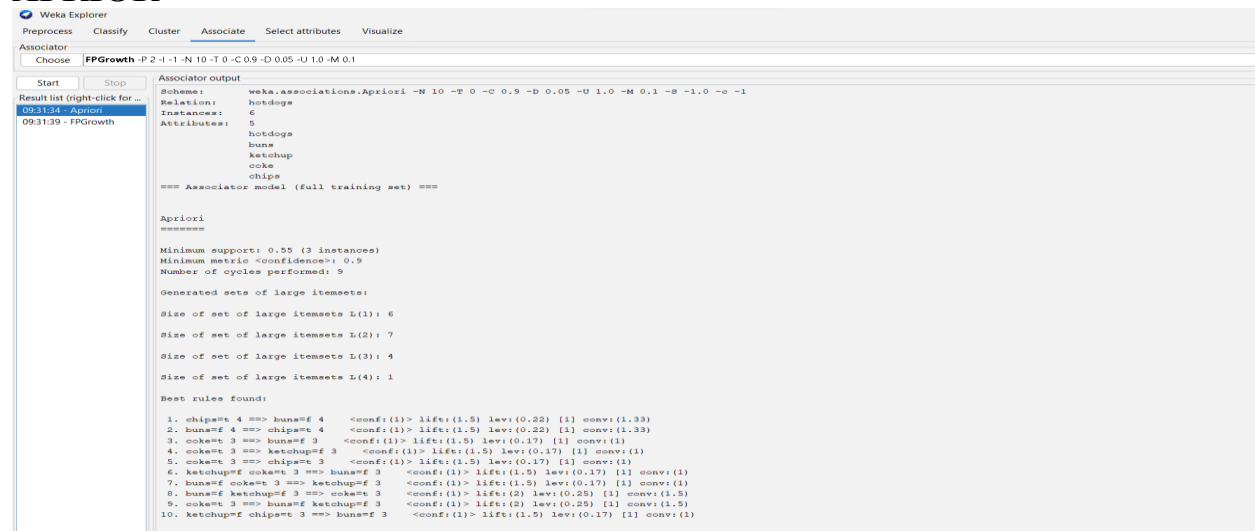 Weka Explorer
Preprocess Classify Cluster Associate Select attributes Visualize
Associator
Choose FPGrowth -P 2 -I -1 -N 10 -T 0 -C 0.9 -D 0.05 -U 1.0 -M 0.1
Start Stop
Result list (right-click for ...
09:31:34 - Apriori
09:31:39 - FPGrowth
Associator output
Scheme: weka.associations.Apriori -N 10 -T 0 -C 0.9 -D 0.05 -U 1.0 -M 0.1 -S -1.0 -c -1
Relation: hotdogs
Instances: 6
Attributes: 5
hotdogs
buns
ketchup
coke
chips
=== Associator model (full training set) ===
Apriori
=======
Minimum support: 0.55 (3 instances)
Minimum metric <confidence>: 0.9
Number of cycles performed: 9
Generated sets of large itemsets:
Size of set of large itemsets L(1): 6
Size of set of large itemsets L(2): 7
Size of set of large itemsets L(3): 4
Size of set of large itemsets L(4): 1
Best rules found:
1. chips=t 4 ==> buns=f 4 <conf:(1)> lift:(1.5) lev:(0.22) [1] conv:(1.33)
2. buns=f 4 ==> chips=t 4 <conf:(1)> lift:(1.5) lev:(0.22) [1] conv:(1.33)
3. coke=t 3 ==> buns=f 3 <conf:(1)> lift:(1.5) lev:(0.17) [1] conv:(1)
4. coke=t 3 ==> ketchup=f 3 <conf:(1)> lift:(1.5) lev:(0.17) [1] conv:(1)
5. coke=t 3 ==> chips=t 3 <conf:(1)> lift:(1.5) lev:(0.17) [1] conv:(1)
6. ketchup=f coke=t 3 ==> buns=f 3 <conf:(1)> lift:(1.5) lev:(0.17) [1] conv:(1)
7. buns=f coke=t 3 ==> ketchup=f 3 <conf:(1)> lift:(1.5) lev:(0.17) [1] conv:(1)
8. buns=f ketchup=f 3 ==> coke=t 3 <conf:(1)> lift:(2) lev:(0.25) [1] conv:(1.5)
9. coke=t 3 ==> buns=f ketchup=f 3 <conf:(1)> lift:(2) lev:(0.25) [1] conv:(1.5)
10. ketchup=f chips=t 3 ==> buns=f 3 <conf:(1)> lift:(1.5) lev:(0.17) [1] conv:(1)